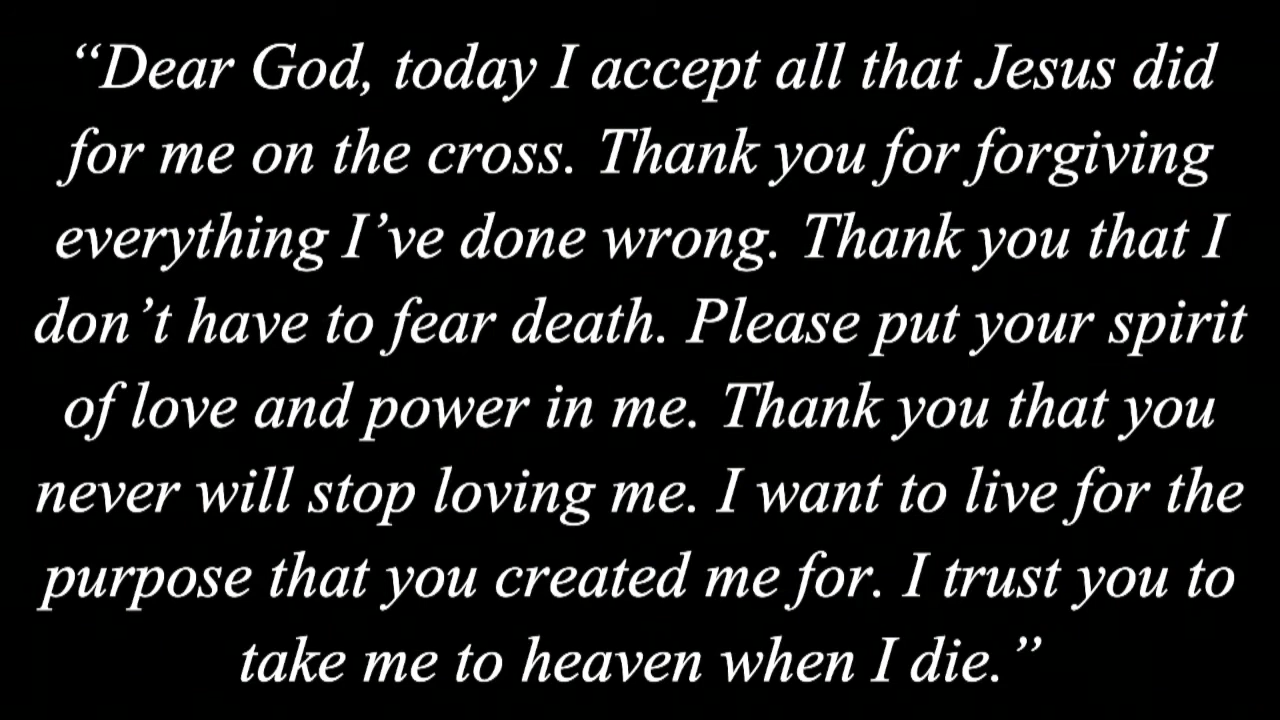 “Dear God, today I accept all that Jesus did
for me on the cross. Thank you for forgiving
everything I’ve done wrong. Thank you that I
don’t have to fear death. Please put your spirit
of love and power in me. Thank you that you
never will stop loving me. I want to live for the
purpose that you created me for. I trust you to
take me to heaven when I die.”